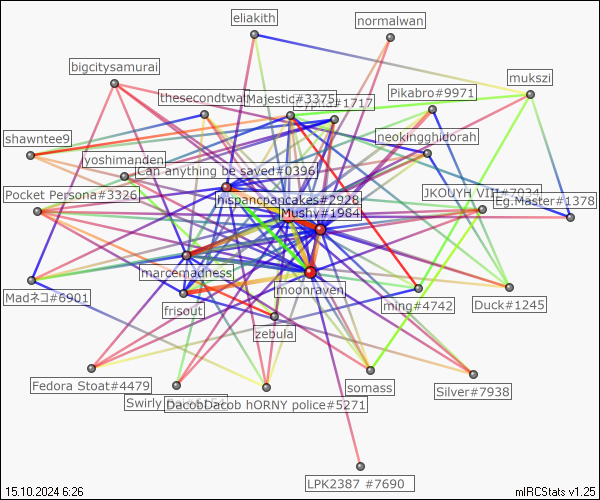 eliakith
normalwan
bigcitysamurai
mukszi
Pikabro#9971
thesecondtwa
Majestic#3375
#1717
shawntee9
neokingghidorah
yoshimanden
Can anything be saved#0396
Pocket Persona#3326
JKOUYH VIII#7034
Eg.Master#1378
hispancpancakes#2928
Mushy#1984
marcemadness
moonraven
Madネコ#6901
frisout
ming#4742
Duck#1245
zebula
Fedora Stoat#4479
somass
Silver#7938
Swirly
DacobDacob hORNY police#5271
LPK2387 #7690
15.10.2024 6:26
mIRCStats v1.25